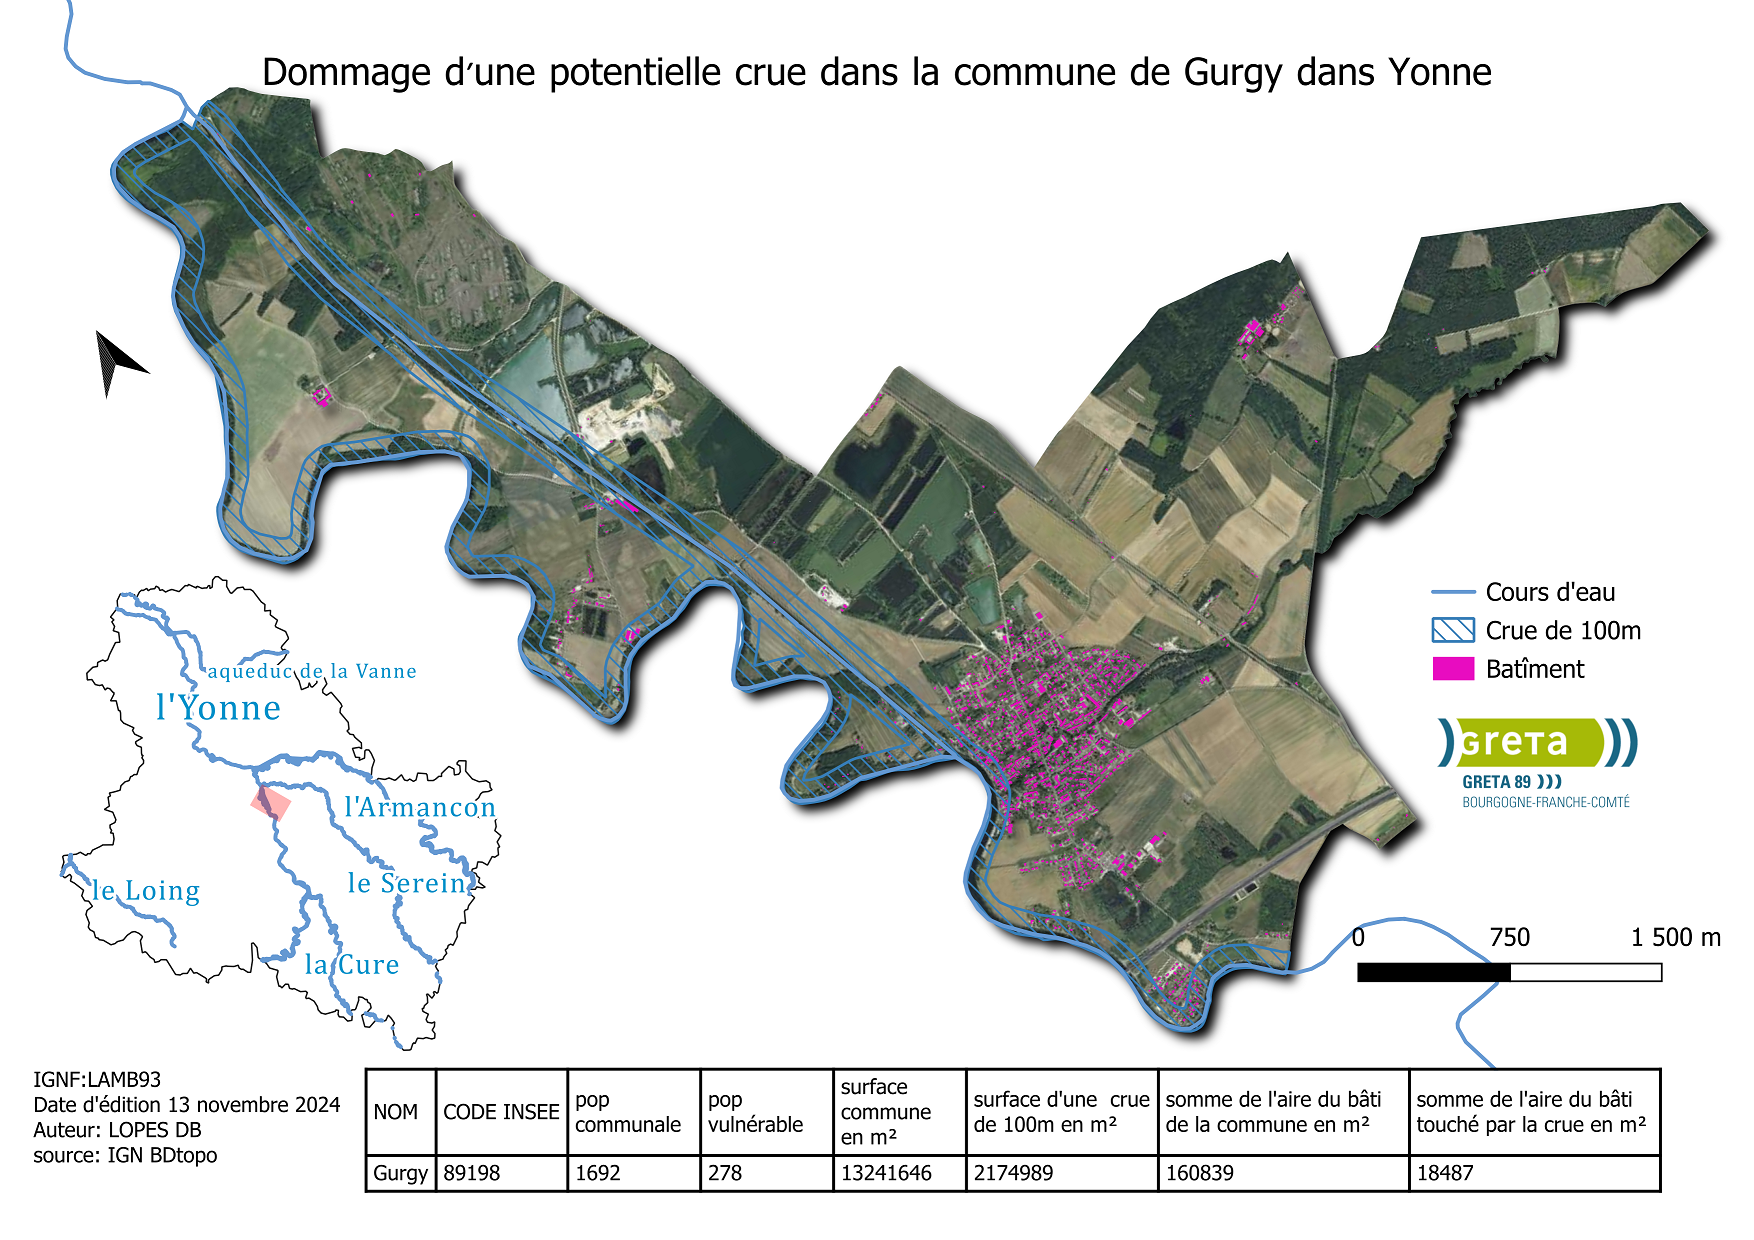 Dommage d'une potentielle crue dans la commune de Gurgy dans Yonne
Cours d'eau
Crue de 100m
Batîment
GReTa
GRETA 89
BOURGOGNE-FRANCHE-COMTÉ
aqueduc de la Vanne
l'Yonne
l'Armancon
le Serein
le Loing
la Cure
0 750 1 500 m
IGNF:LAMB93
Date d'édition 13 novembre 2024
Auteur: LOPES DB
source: IGN BDtopo
NOM
CODE INSEE
pop
communale
pop
vulnérable
surface
commune
en m²
surface d'une crue
de 100m en m²
somme de l'aire du bâti
de la commune en m²
somme de l'aire du bâti
touché par la crue en m²
Gurgy 89198 1692 278 13241646 2174989 160839 18487